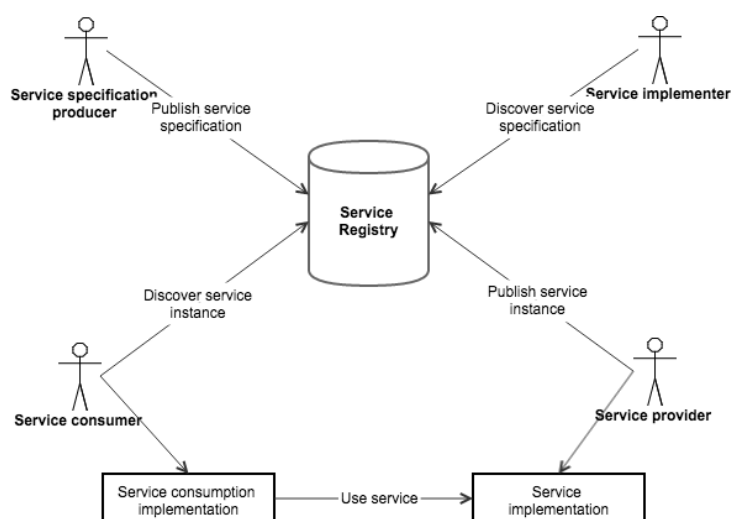 Service specification
producer
Service implementer
Publish service
specification
Discover service
specification
Service
Registry
Discover service
instance
Publish service
instance
Service consumer
Service provider
Service consumption
implementation
Use service
Service
implementation